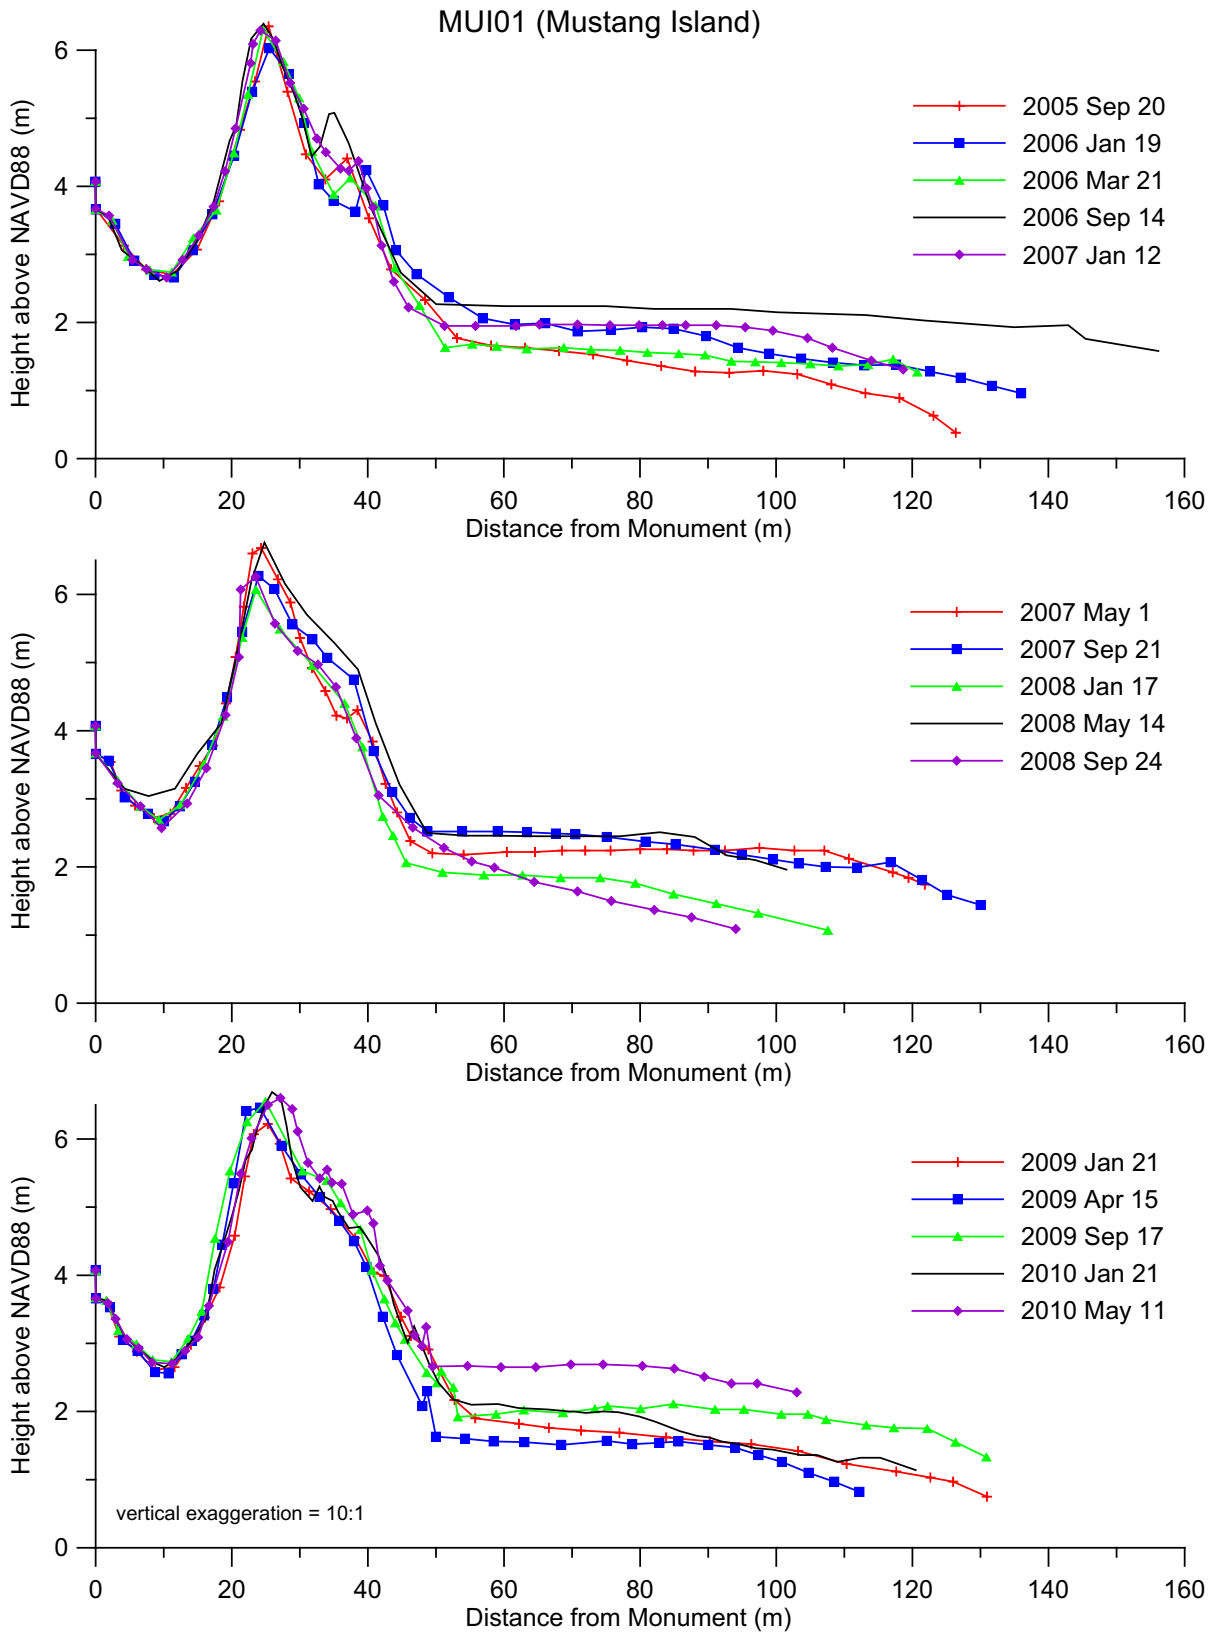 MUI01 (Mustang Island)
Height above NAVD88 (m)
6
4
2
0
2005 Sep 20
2006 Jan 19
2006 Mar 21
2006 Sep 14
2007 Jan 12
0 20 40 60 80 100 120 140 160
Distance from Monument (m)
Height above NAVD88 (m)
6
4
2
0
2007 May 1
2007 Sep 21
2008 Jan 17
2008 May 14
2008 Sep 24
0 20 40 60 80 100 120 140 160
Distance from Monument (m)
Height above NAVD88 (m)
6
4
2
0
2009 Jan 21
2009 Apr 15
2009 Sep 17
2010 Jan 21
2010 May 11
vertical exaggeration = 10:1
0 20 40 60 80 100 120 140 160
Distance from Monument (m)